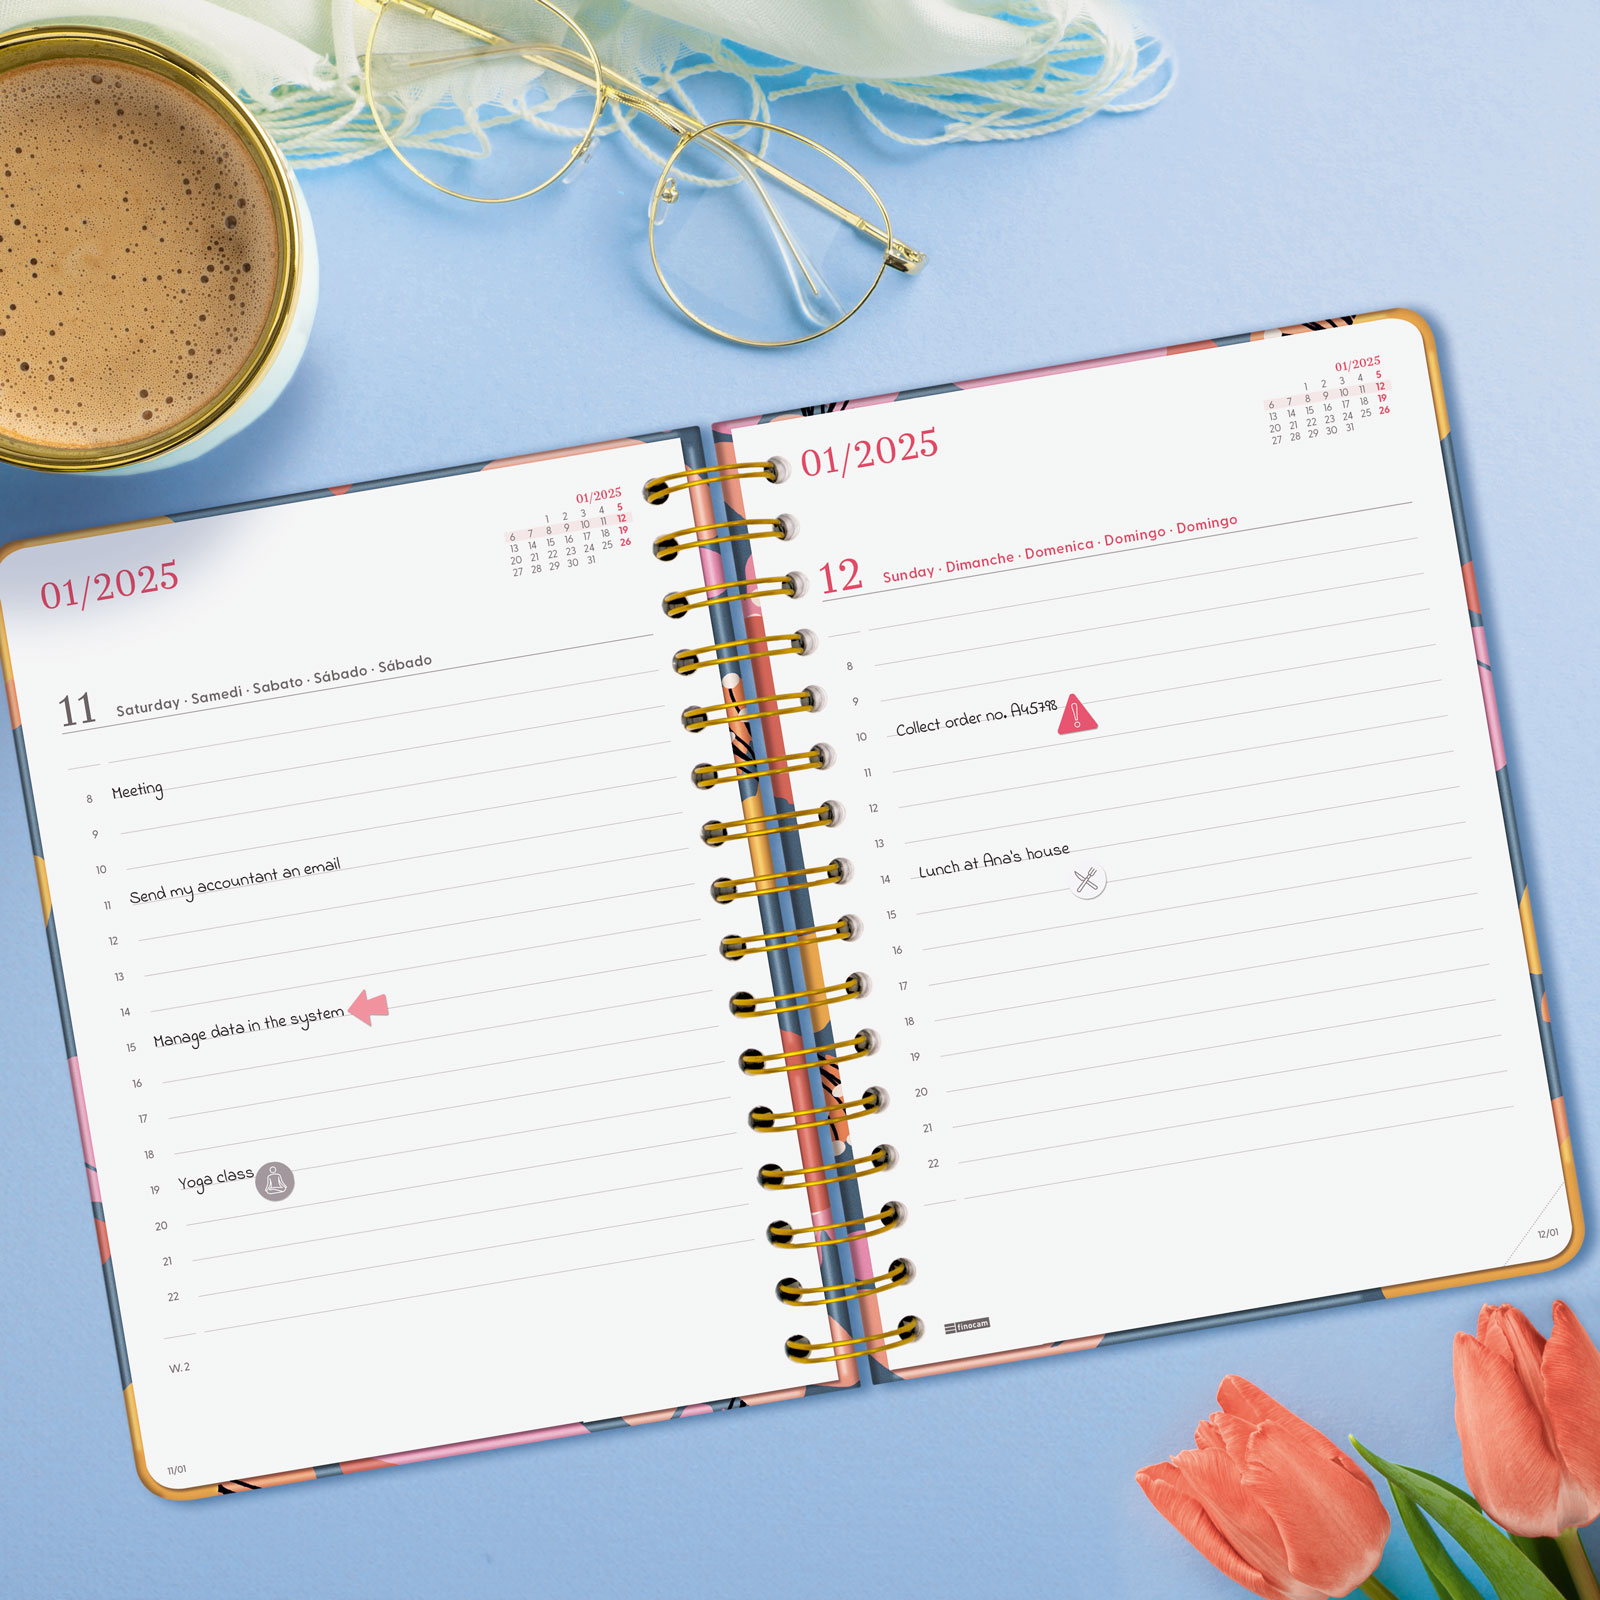 01/2025
01/2025
1 2 3 4 5
6 7 8 9 10 11 12
13 14 15 16 17 18 19
20 21 22 23 24 25 26
27 28 29 30 31
11 Saturday · Samedi · Sabato · Sábado · Sábado
8 Meeting
9
10
11 Send my accountant an email
12
13
14
15 Manage data in the system
16
17
18
19 Yoga class
20
21
22
W.2
11/01
01/2025
01/2025
1 2 3 4 5
6 7 8 9 10 11 12
13 14 15 16 17 18 19
20 21 22 23 24 25 26
27 28 29 30 31
12 Sunday · Dimanche · Domenica · Domingo · Domingo
8
9
10 Collect order no. A45798
11
12
13
14 Lunch at Ana's house
15
16
17
18
19
20
21
22
12/01
finocam